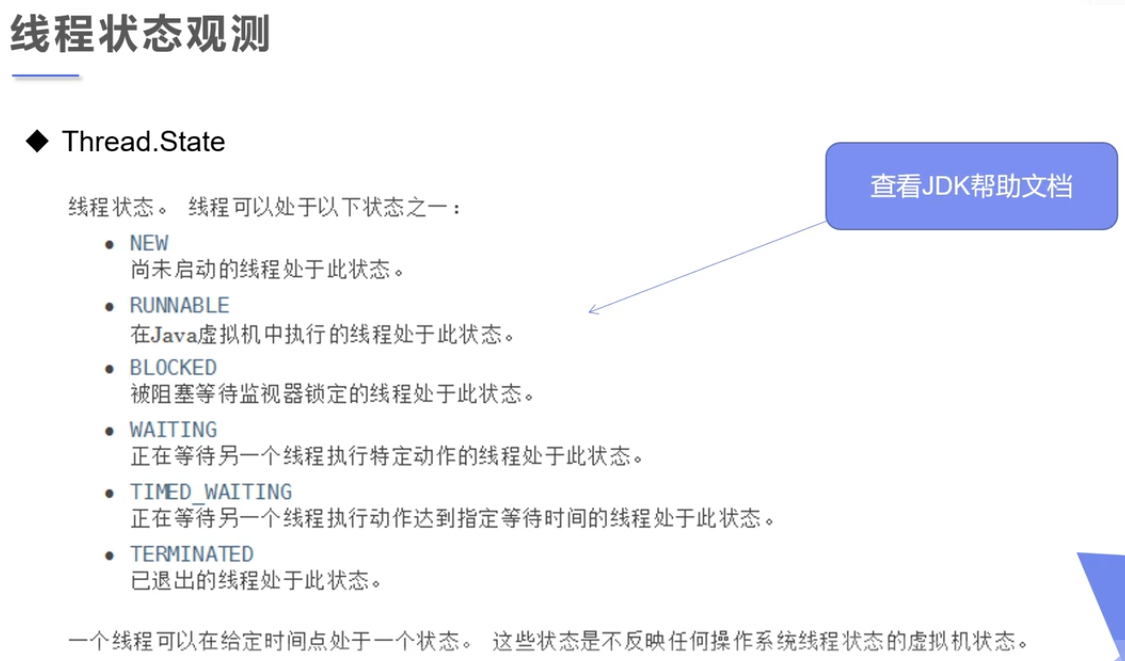 线程状态观测
◆ Thread.State
查看JDK帮助文档
线程状态。 线程可以处于以下状态之一：
• NEW
尚未启动的线程处于此状态。
• RUNNABLE
在Java虚拟机中执行的线程处于此状态。
• BLOCKED
被阻塞等待监视器锁定的线程处于此状态。
• WAITING
正在等待另一个线程执行特定动作的线程处于此状态。
• TIMED_WAITING
正在等待另一个线程执行动作达到指定等待时间的线程处于此状态。
• TERMINATED
已退出的线程处于此状态。
一个线程可以在给定时间点处于一个状态。 这些状态是不反映任何操作系统线程状态的虚拟机状态。